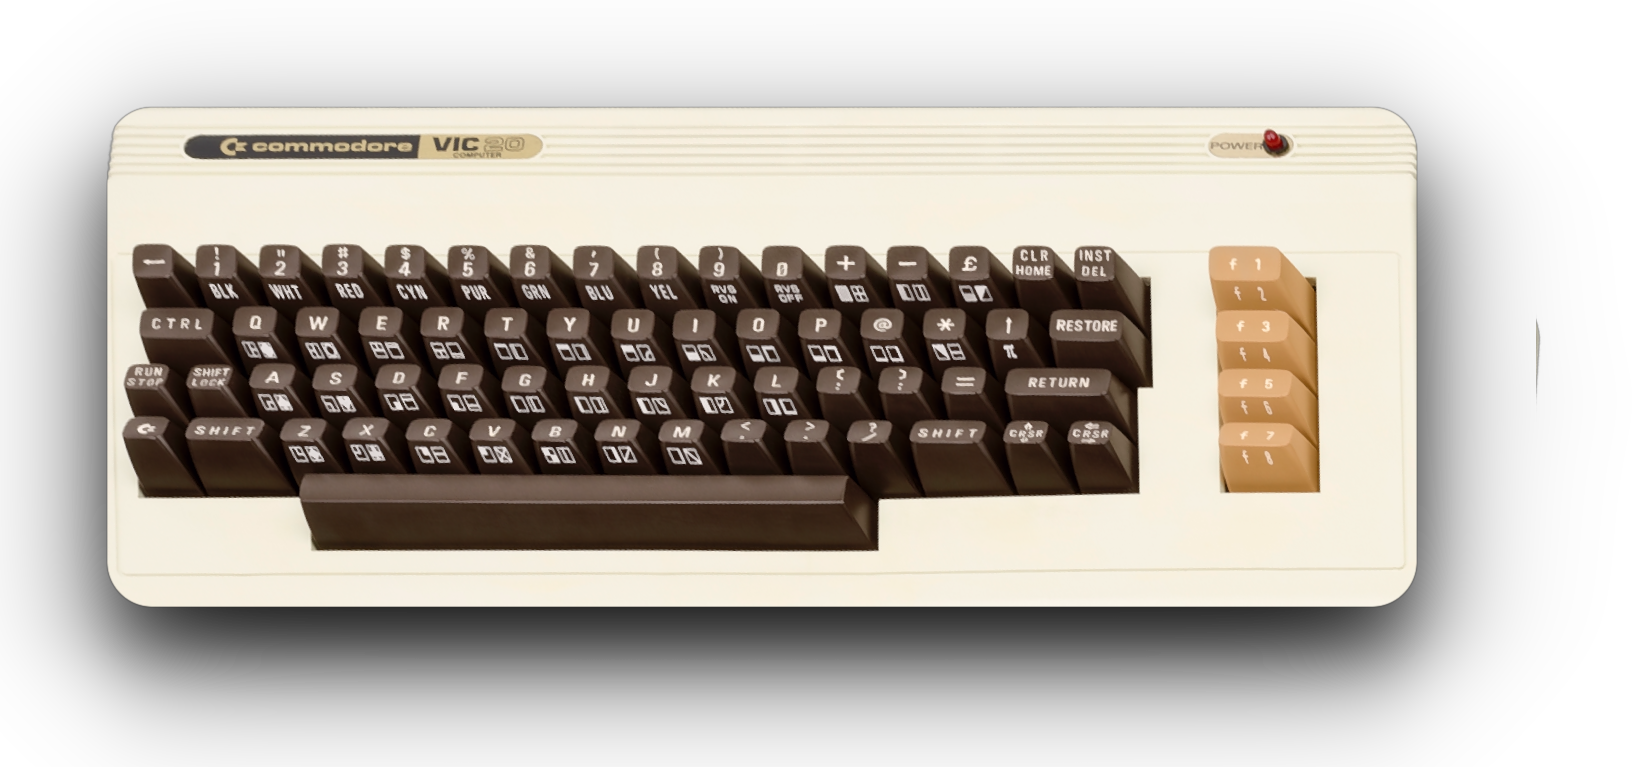 commodore VIC 20
COMPUTER
POWER
← ! 1 " 2 # 3 $ 4 % 5 & 6 ' 7 ( 8 ) 9 0 + - £ CLR HOME INST DEL f 1
BLK WHT RED CYN PUR GRN BLU YEL RVS ON RVS OFF f 2
CTRL Q W E R T Y U I O P @ * ↑ RESTORE f 3
π f 4
RUN STOP SHIFT LOCK A S D F G H J K L = RETURN f 5
f 6
SHIFT Z X C V B N M < > ? / SHIFT CRSR CRSR f 7
f 8